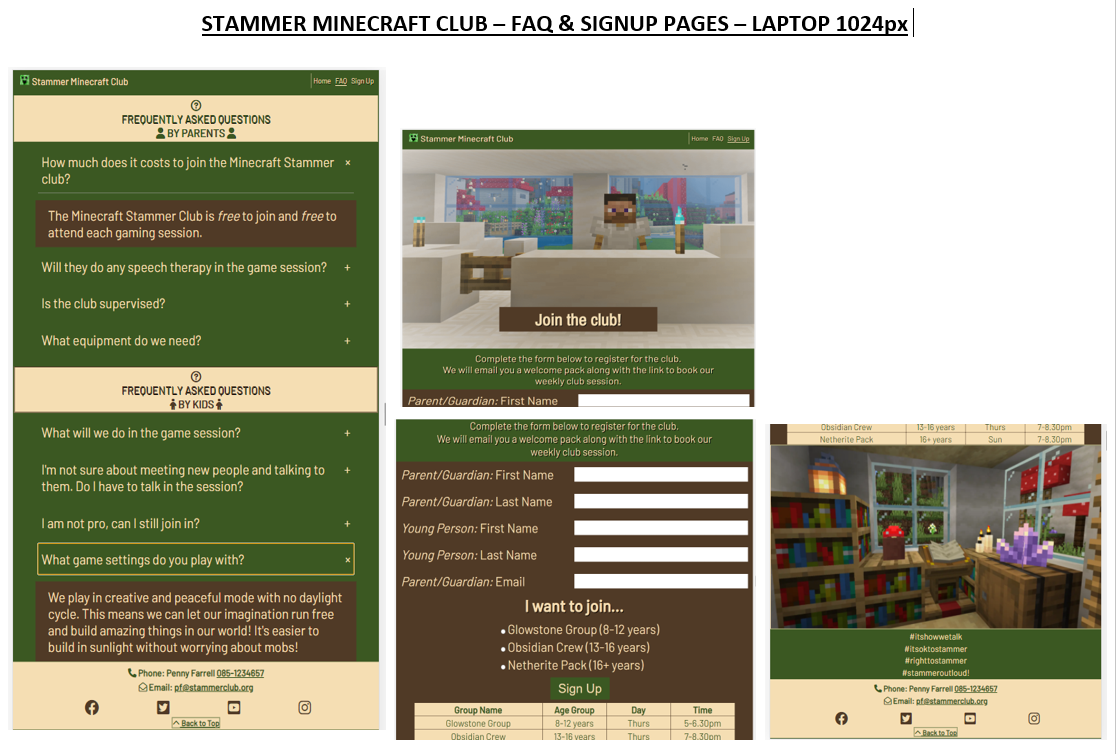 STAMMER MINECRAFT CLUB – FAQ & SIGNUP PAGES – LAPTOP 1024px
Stammer Minecraft Club
Home FAQ Sign Up
FREQUENTLY ASKED QUESTIONS
BY PARENTS
How much does it costs to join the Minecraft Stammer ×
club?
The Minecraft Stammer Club is free to join and free to
attend each gaming session.
Will they do any speech therapy in the game session? +
Is the club supervised? +
What equipment do we need? +
FREQUENTLY ASKED QUESTIONS
BY KIDS
What will we do in the game session? +
I'm not sure about meeting new people and talking to +
them. Do I have to talk in the session?
I am not pro, can I still join in? +
What game settings do you play with? ×
We play in creative and peaceful mode with no daylight
cycle. This means we can let our imagination run free
and build amazing things in our world! It's easier to
build in sunlight without worrying about mobs!
Phone: Penny Farrell 085-1234657
Email: pf@stammerclub.org
Back to Top
Stammer Minecraft Club
Home FAQ Sign Up
Join the club!
Complete the form below to register for the club.
We will email you a welcome pack along with the link to book our
weekly club session.
Parent/Guardian: First Name
Complete the form below to register for the club.
We will email you a welcome pack along with the link to book our
weekly club session.
Parent/Guardian: First Name
Parent/Guardian: Last Name
Young Person: First Name
Young Person: Last Name
Parent/Guardian: Email
I want to join...
Glowstone Group (8-12 years)
Obsidian Crew (13-16 years)
Netherite Pack (16+ years)
Sign Up
Group Name Age Group Day Time
Glowstone Group 8-12 years Thurs 5-6.30pm
Obsidian Crew 13-16 years Thurs 7-8.30pm
Obsidian Crew 13-16 years Thurs 7-8.30pm
Netherite Pack 16+ years Sun 7-8.30pm
#itshowwetalk
#itsoktostammer
#righttostammer
#stammeroutloud!
Phone: Penny Farrell 085-1234657
Email: pf@stammerclub.org
Back to Top